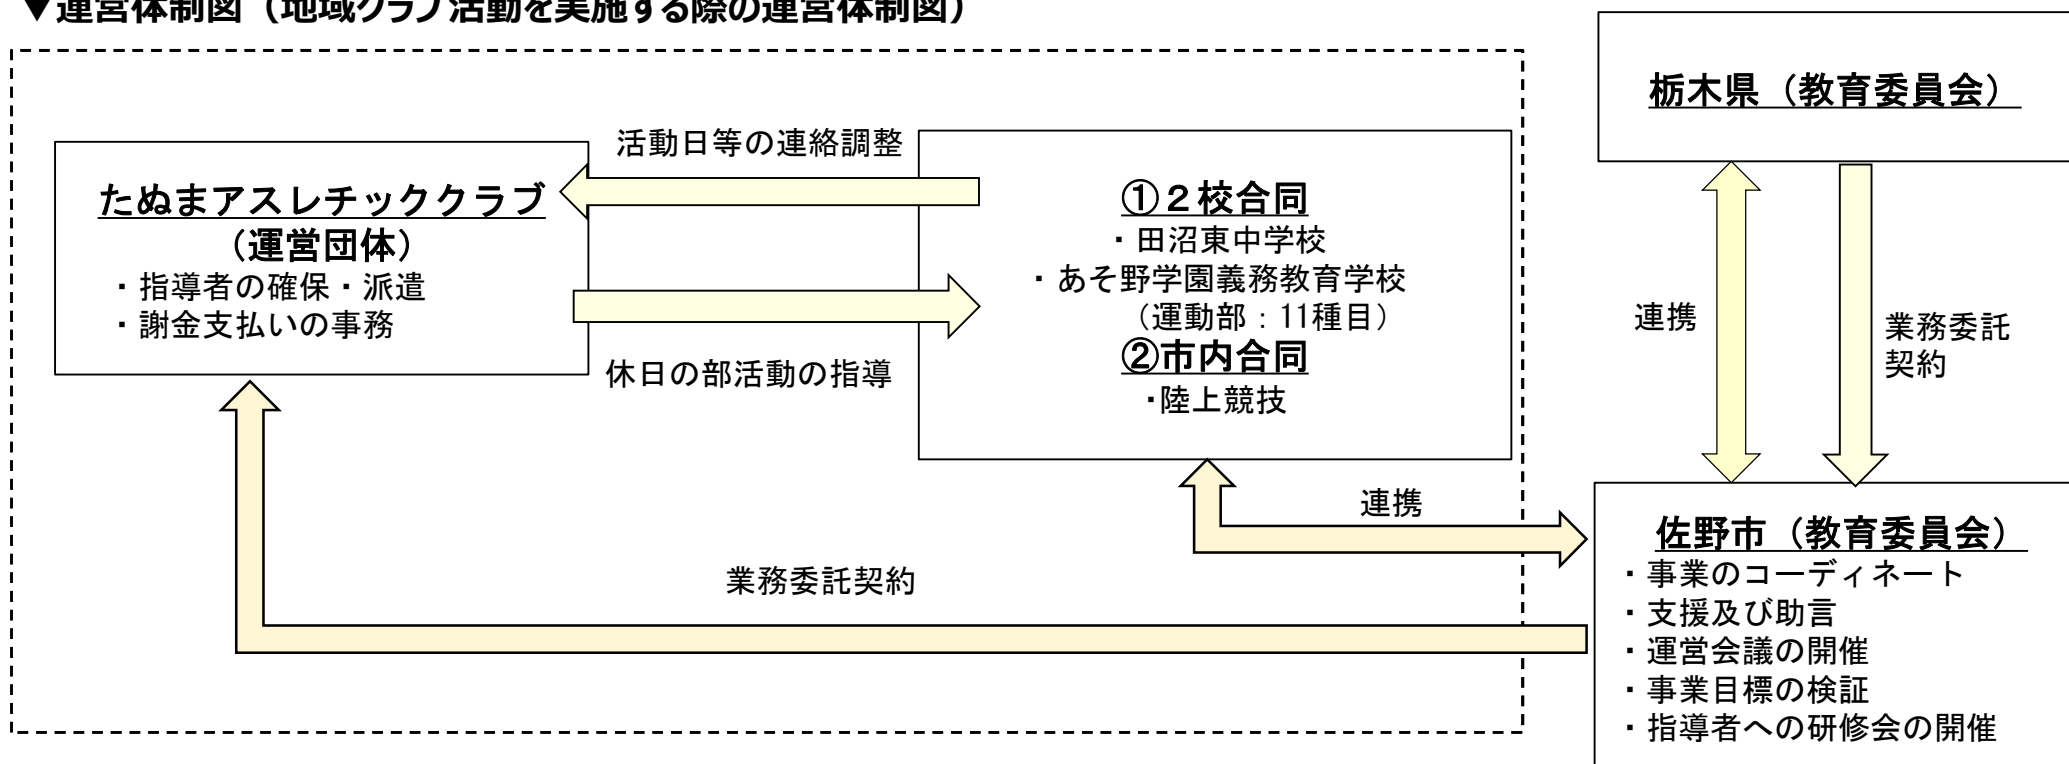 ▼運営体制図（地域クラブ活動を実施する際の運営体制図）
たぬまアスレチッククラブ
（運営団体）
・指導者の確保・派遣
・謝金支払いの事務
活動日等の連絡調整
休日の部活動の指導
①２校合同
・田沼東中学校
・あそ野学園義務教育学校
（運動部：11種目）
②市内合同
・陸上競技
栃木県（教育委員会）
連携
業務委託
契約
連携
業務委託契約
佐野市（教育委員会）
・事業のコーディネート
・支援及び助言
・運営会議の開催
・事業目標の検証
・指導者への研修会の開催